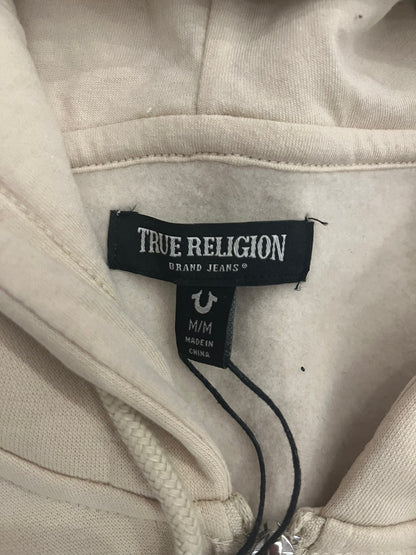 TRUE RELIGION
BRAND JEANS®
M/M
MADE IN
CHINA